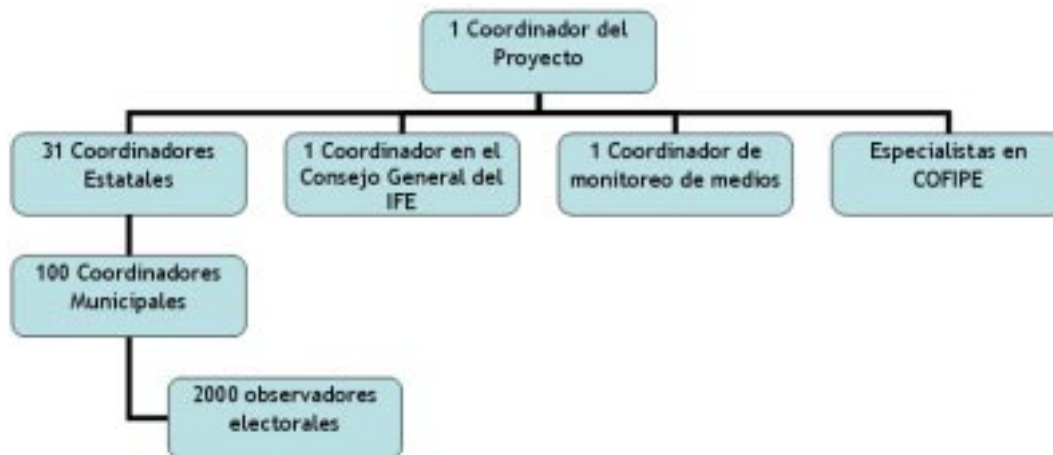 1 Coordinador del
Proyecto
31 Coordinadores
Estatales
1 Coordinador en el
Consejo General del
IFE
1 Coordinador de
monitoreo de medios
Especialistas en
COFIPE
100 Coordinadores
Municipales
2000 observadores
electorales